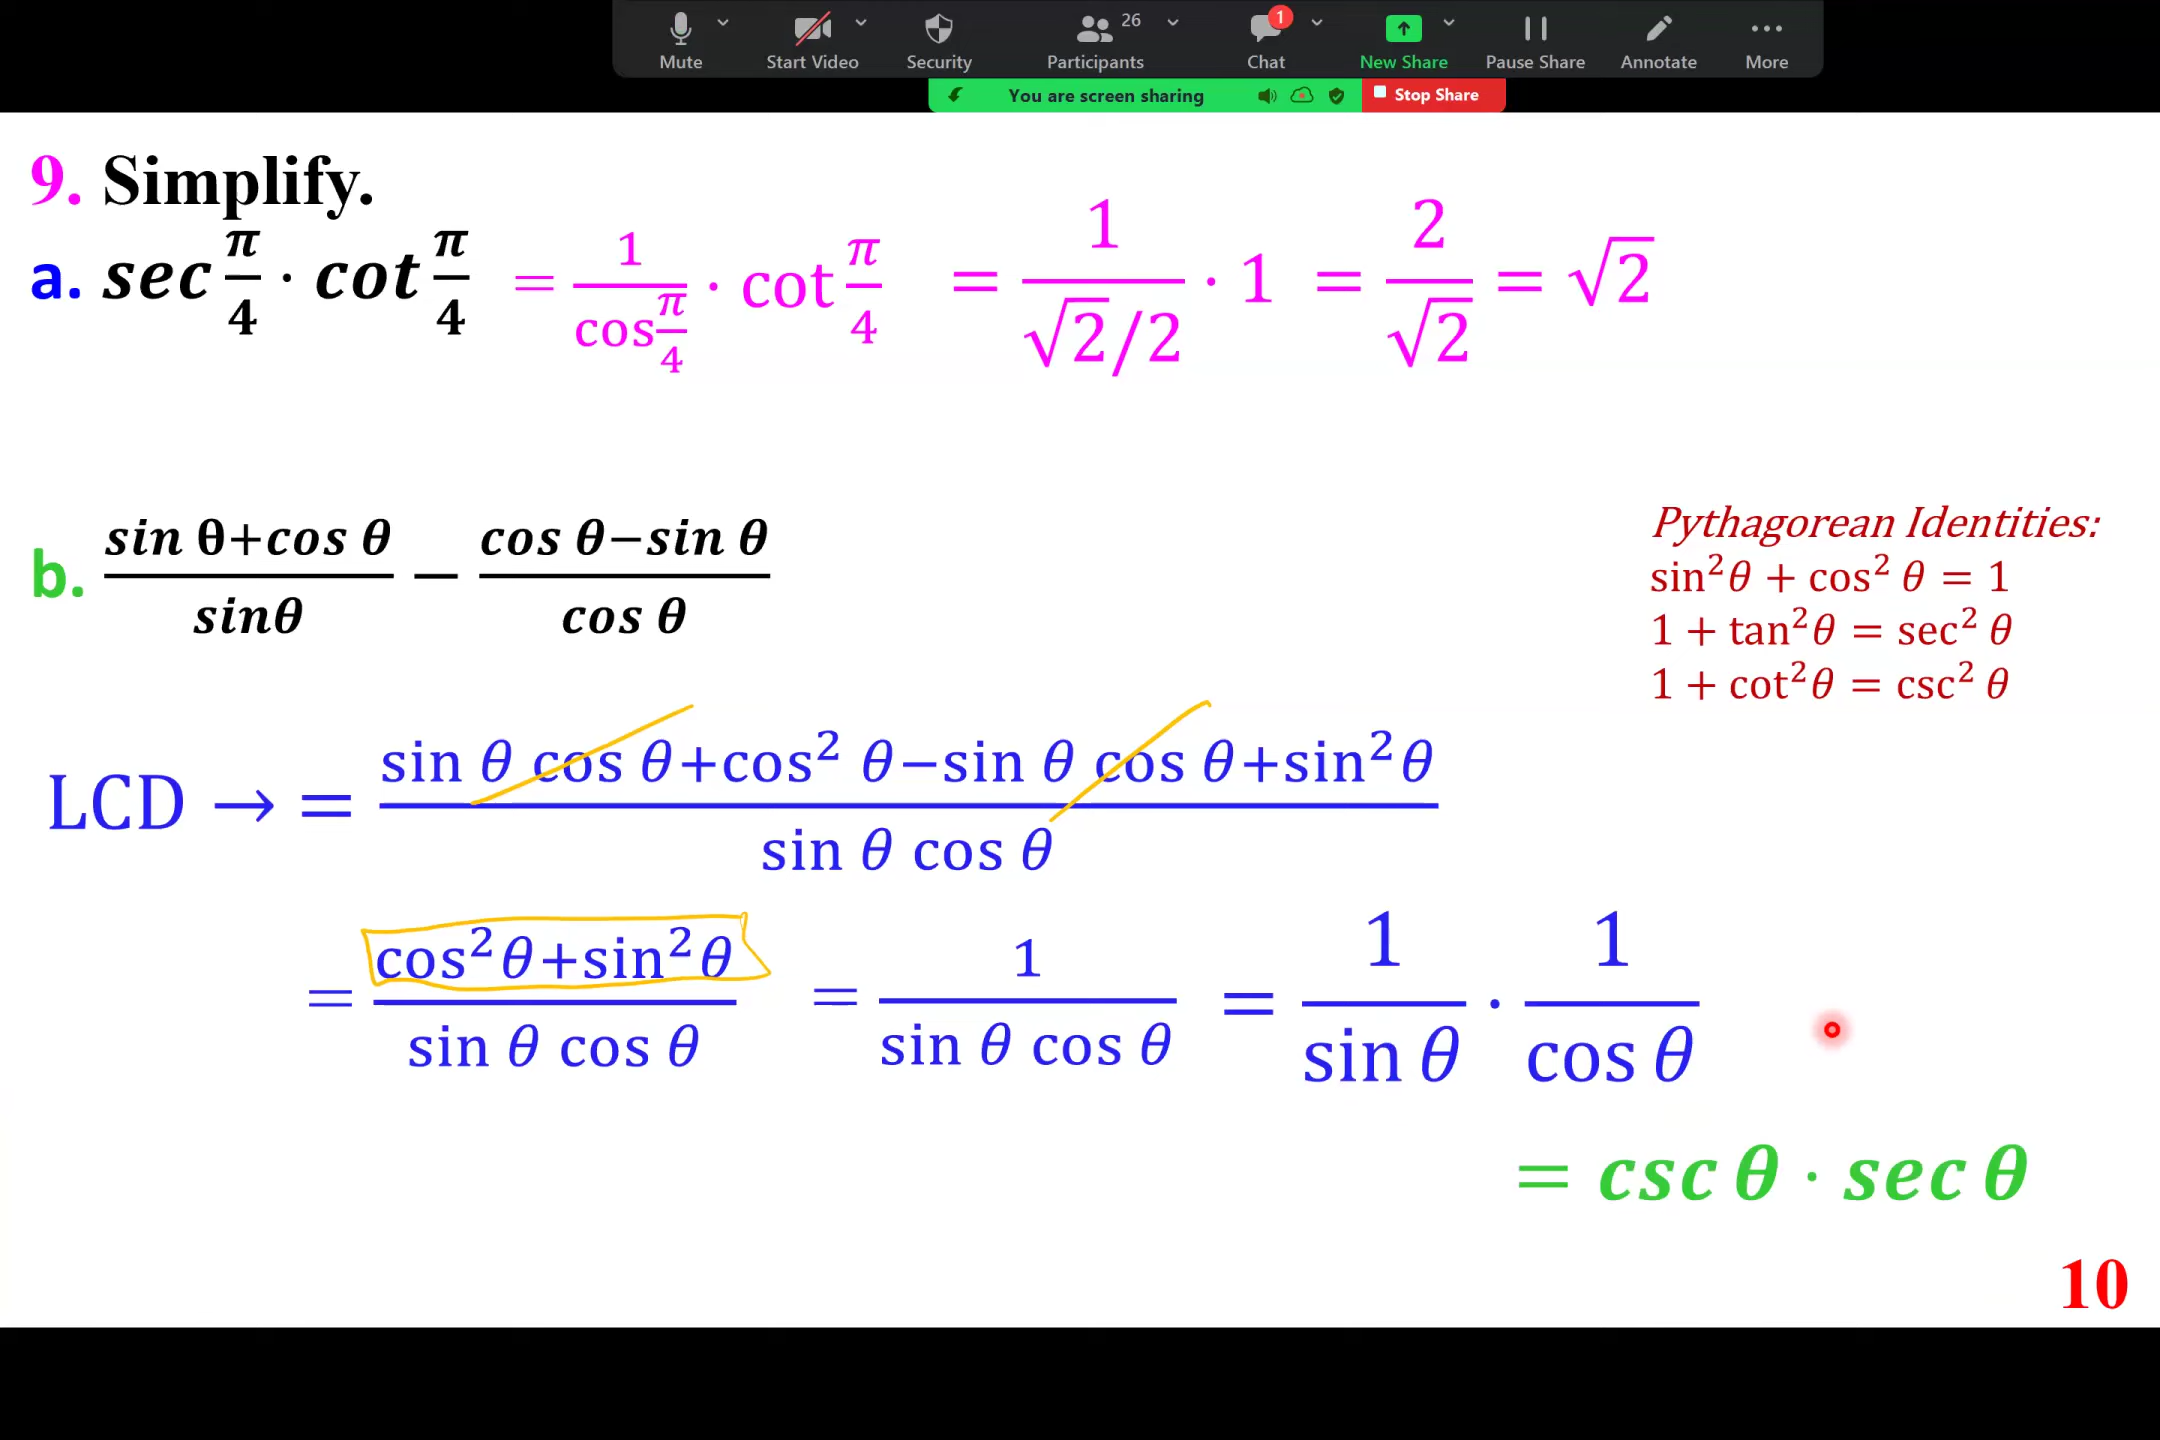 Mute Start Video Security Participants 26 Chat 1 New Share Pause Share Annotate More
You are screen sharing Stop Share
9. Simplify.
a. sec π/4 · cot π/4 = 1/(cos π/4) · cot π/4 = 1/(√2/2) · 1 = 2/√2 = √2
b. (sin θ+cos θ)/(sinθ) − (cos θ−sin θ)/(cos θ)
Pythagorean Identities:
sin²θ + cos² θ = 1
1 + tan²θ = sec² θ
1 + cot²θ = csc² θ
LCD → = (sin θ cos θ+cos² θ−sin θ cos θ+sin²θ)/(sin θ cos θ)
= (cos²θ+sin²θ)/(sin θ cos θ) = 1/(sin θ cos θ) = 1/(sin θ) · 1/(cos θ)
= csc θ · sec θ
10